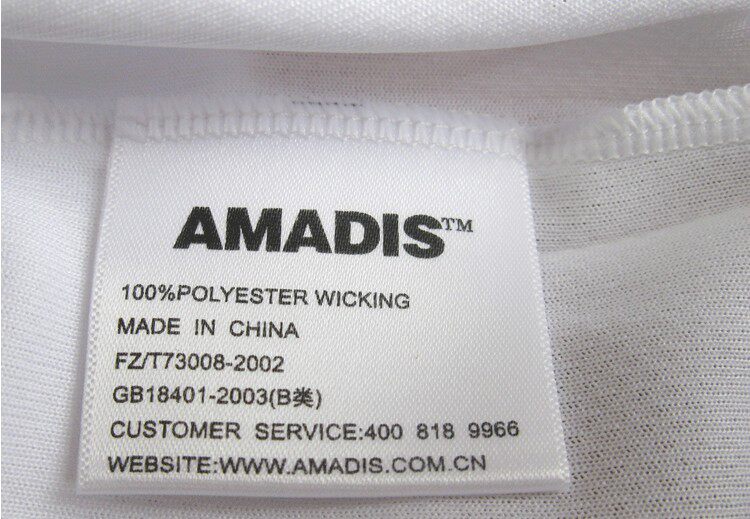 AMADIS™
100%POLYESTER WICKING
MADE IN CHINA
FZ/T73008-2002
GB18401-2003(B类)
CUSTOMER SERVICE:400 818 9966
WEBSITE:WWW.AMADIS.COM.CN